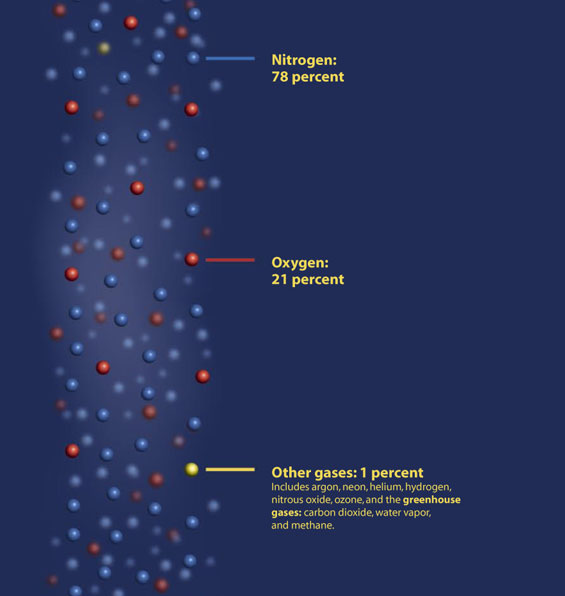 Nitrogen:
78 percent
Oxygen:
21 percent
Other gases: 1 percent
Includes argon, neon, helium, hydrogen,
nitrous oxide, ozone, and the greenhouse
gases: carbon dioxide, water vapor,
and methane.